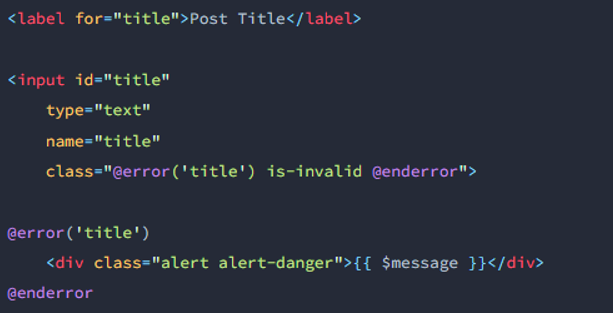 <label for="title">Post Title</label>
<input id="title"
type="text"
name="title"
class="@error('title') is-invalid @enderror">
@error('title')
<div class="alert alert-danger">{{ $message }}</div>
@enderror